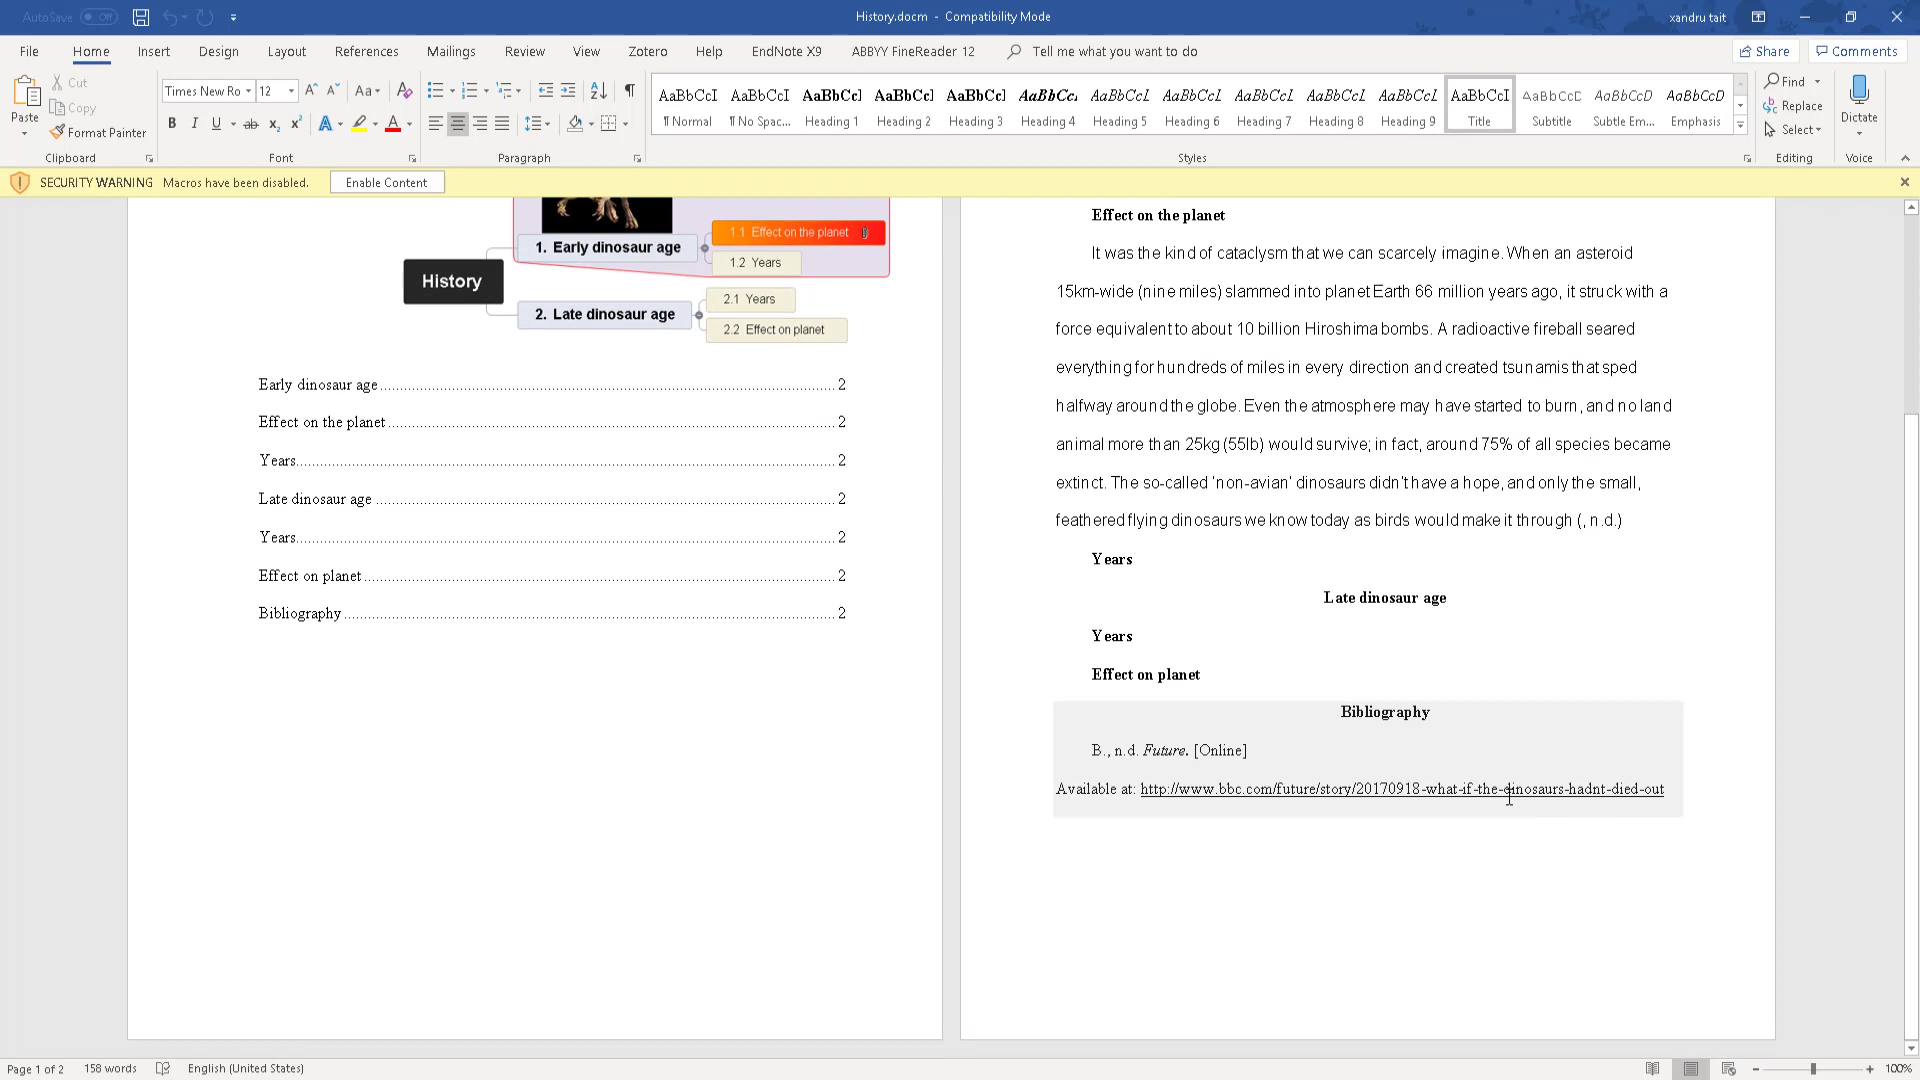 AutoSave Off
History.docm - Compatibility Mode
xandru tait
File Home Insert Design Layout References Mailings Review View Zotero Help EndNote X9 ABBYY FineReader 12 Tell me what you want to do
Share Comments
Paste
Cut
Copy
Format Painter
Clipboard
Times New Ro 12
Font
Paragraph
AaBbCcI AaBbCcI AaBbCcI AaBbCcI AaBbCcI AaBbCcI AaBbCcL AaBbCcL AaBbCcL AaBbCcL AaBbCcL AaBbCcI AaBbCcD AaBbCcD AaBbCcD
¶ Normal ¶ No Spac... Heading 1 Heading 2 Heading 3 Heading 4 Heading 5 Heading 6 Heading 7 Heading 8 Heading 9 Title Subtitle Subtle Em... Emphasis
Styles
Find
Replace
Select
Editing
Dictate
Voice
SECURITY WARNING Macros have been disabled. Enable Content
History
1. Early dinosaur age
1.1 Effect on the planet
1.2 Years
2. Late dinosaur age
2.1 Years
2.2 Effect on planet
Early dinosaur age 2
Effect on the planet 2
Years 2
Late dinosaur age 2
Years 2
Effect on planet 2
Bibliography 2
Effect on the planet
It was the kind of cataclysm that we can scarcely imagine. When an asteroid
15km-wide (nine miles) slammed into planet Earth 66 million years ago, it struck with a
force equivalent to about 10 billion Hiroshima bombs. A radioactive fireball seared
everything for hundreds of miles in every direction and created tsunamis that sped
halfway around the globe. Even the atmosphere may have started to burn, and no land
animal more than 25kg (55lb) would survive; in fact, around 75% of all species became
extinct. The so-called ‘non-avian’ dinosaurs didn’t have a hope, and only the small,
feathered flying dinosaurs we know today as birds would make it through (, n.d.)
Years
Late dinosaur age
Years
Effect on planet
Bibliography
B., n.d. Future. [Online]
Available at: http://www.bbc.com/future/story/20170918-what-if-the-dinosaurs-hadnt-died-out
Page 1 of 2 158 words English (United States)
100%